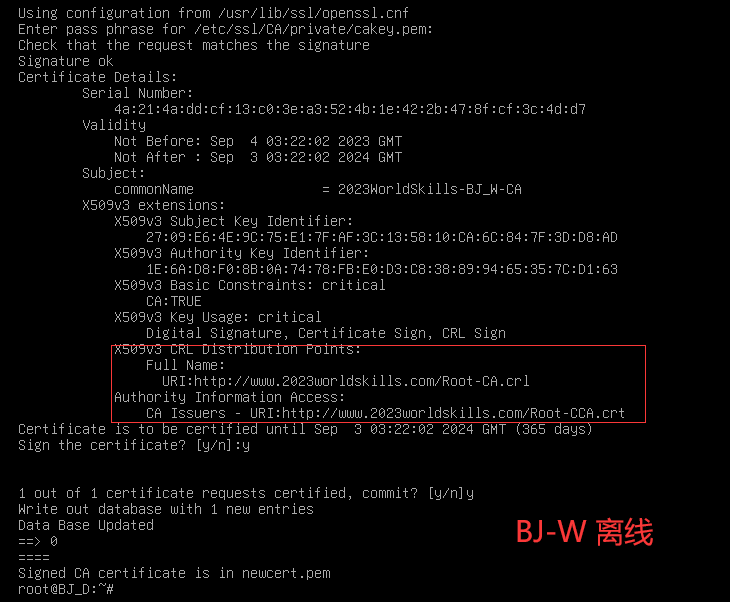 Using configuration from /usr/lib/ssl/openssl.cnf
Enter pass phrase for /etc/ssl/CA/private/cakey.pem:
Check that the request matches the signature
Signature ok
Certificate Details:
        Serial Number:
            4a:21:4a:dd:cf:13:c0:3e:a3:52:4b:1e:42:2b:47:8f:cf:3c:4d:d7
        Validity
            Not Before: Sep  4 03:22:02 2023 GMT
            Not After : Sep  3 03:22:02 2024 GMT
        Subject:
            commonName                = 2023WorldSkills-BJ_W-CA
        X509v3 extensions:
            X509v3 Subject Key Identifier:
                27:09:E6:4E:9C:75:E1:7F:AF:3C:13:58:10:CA:6C:84:7F:3D:D8:AD
            X509v3 Authority Key Identifier:
                1E:6A:D8:F0:8B:0A:74:78:FB:E0:D3:C8:38:89:94:65:35:7C:D1:63
            X509v3 Basic Constraints: critical
                CA:TRUE
            X509v3 Key Usage: critical
                Digital Signature, Certificate Sign, CRL Sign
            X509v3 CRL Distribution Points:
                Full Name:
                  URI:http://www.2023worldskills.com/Root-CA.crl
            Authority Information Access:
                CA Issuers - URI:http://www.2023worldskills.com/Root-CCA.crt
Certificate is to be certified until Sep  3 03:22:02 2024 GMT (365 days)
Sign the certificate? [y/n]:y
1 out of 1 certificate requests certified, commit? [y/n]y
Write out database with 1 new entries
Data Base Updated
==> 0
====
Signed CA certificate is in newcert.pem
root@BJ_D:~#
BJ-W 离线